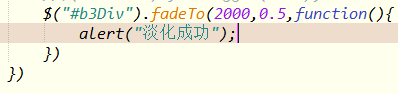 $("#b3Div").fadeTo(2000,0.5,function(){
alert("淡化成功");
})
})